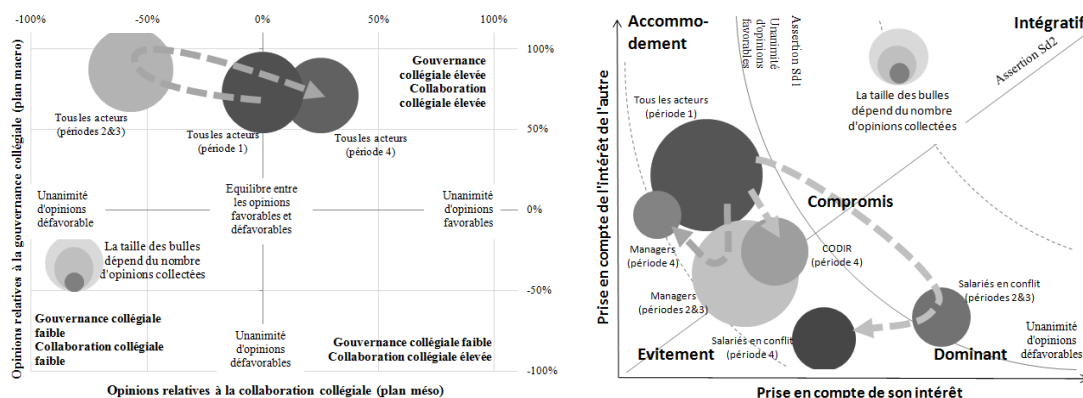 -100%
-50%
0%
50%
100%
Opinions relatives à la gouvernance collégiale (plan macro)
100%
50%
0%
-50%
-100%
Gouvernance
collégiale élevée
Collaboration
collégiale élevée
Tous les acteurs
(périodes 2&3)
Tous les acteurs
(période 1)
Tous les acteurs
(période 4)
Unanimité
d'opinions
défavorable
Equilibre entre
les opinions
favorables et
défavorables
Unanimité
d'opinions
favorables
La taille des bulles
dépend du nombre
d'opinions collectées
Gouvernance collégiale
faible
Collaboration collégiale
faible
Unanimité
d'opinions
défavorables
Gouvernance collégiale faible
Collaboration collégiale élevée
Opinions relatives à la collaboration collégiale (plan méso)
Prise en compte de l'intérêt de l'autre
Accommo-
dement
Unanimité
d'opinions
favorables
Assertion Sd1
Intégratif
Assertion Sd2
La taille des bulles
dépend du nombre
d'opinions collectées
Tous les acteurs
(période 1)
Compromis
Managers
(période 4)
CODIR
(période 4)
Managers
(périodes 2&3)
Salariés en conflit
(périodes 2&3)
Salariés en conflit
(période 4)
Unanimité
d'opinions
défavorables
Evitement
Dominant
Prise en compte de son intérêt